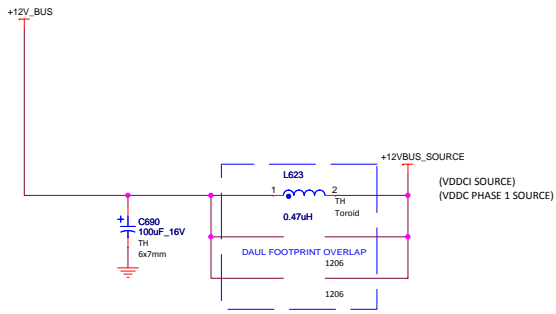 +12V_BUS
+12VBUS_SOURCE
L623
(VDDCI SOURCE)
1
2
(VDDC PHASE 1 SOURCE)
TH
Toroid
+
C690
0.47uH
100uF_16V
TH
DAUL FOOTPRINT OVERLAP
6x7mm
1206
1206